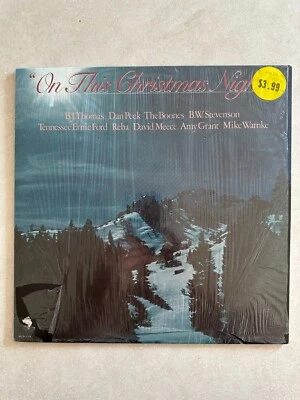 "On This Christmas Nigh
$3.99
B.J. Thomas Dan Peek The Boones B.W. Stevenson
Tennessee Ernie Ford Reba David Meece Amy Grant Mike Warnke